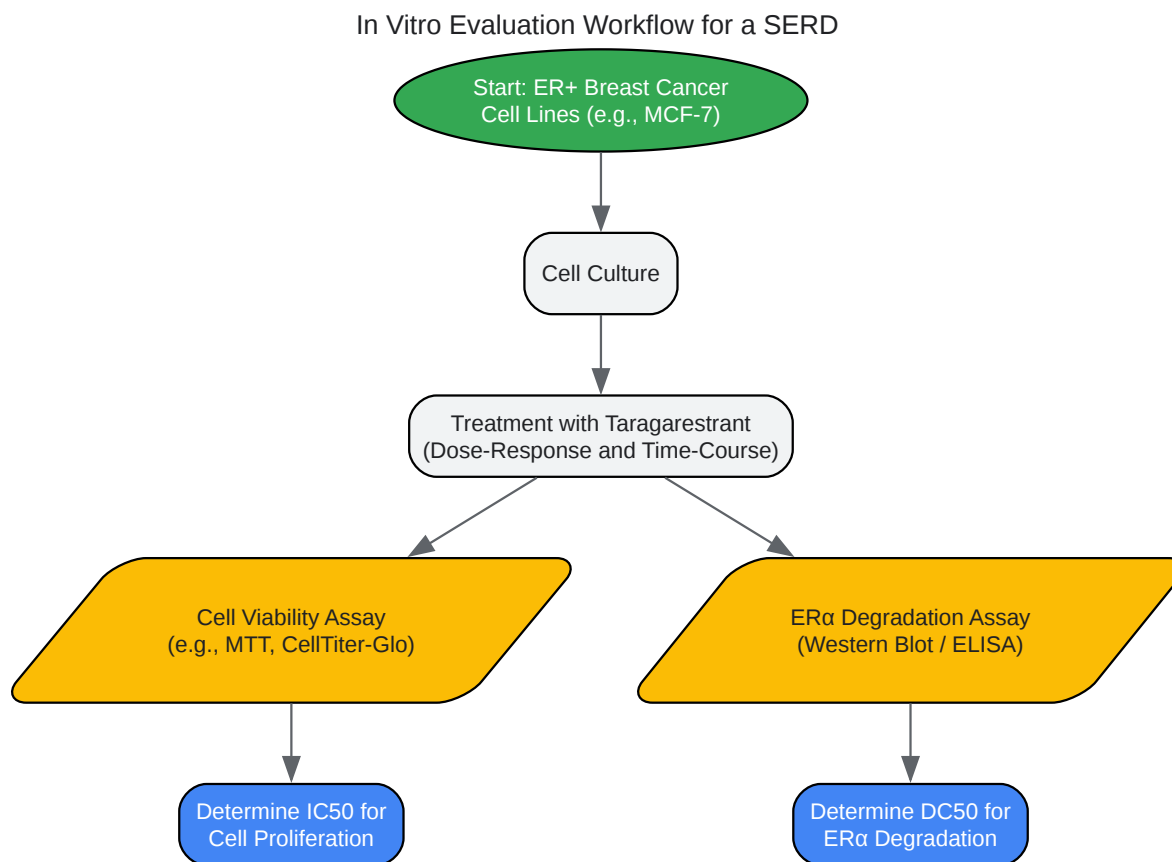 In Vitro Evaluation Workflow for a SERD
Start: ER+ Breast Cancer
Cell Lines (e.g., MCF-7)
Cell Culture
Treatment with Taragarestrant
(Dose-Response and Time-Course)
Cell Viability Assay
(e.g., MTT, CellTiter-Glo)
ERα Degradation Assay
(Western Blot / ELISA)
Determine IC50 for
Cell Proliferation
Determine DC50 for
ERα Degradation